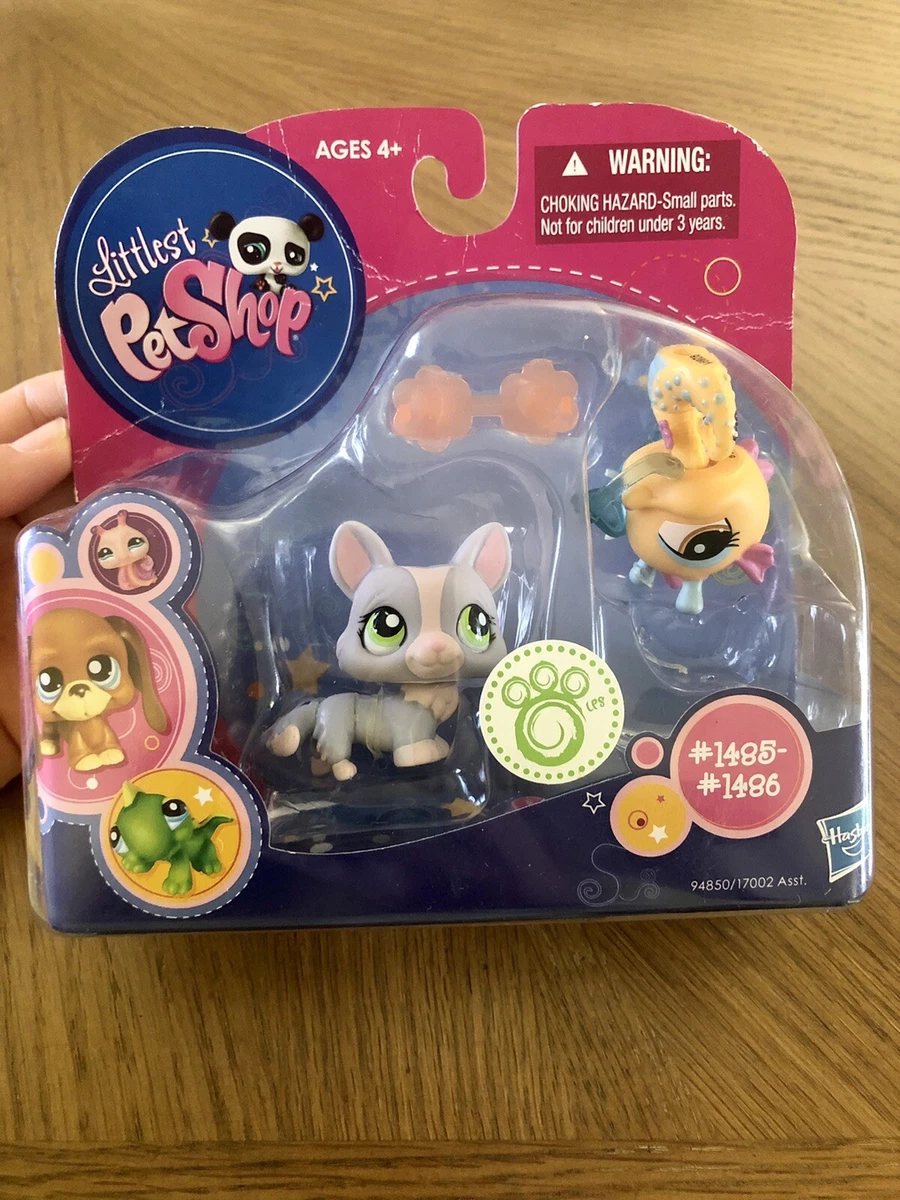 AGES 4+
WARNING:
CHOKING HAZARD-Small parts.
Not for children under 3 years.
Littlest
PetShop
LPS
#1485-
#1486
94850/17002 Asst.